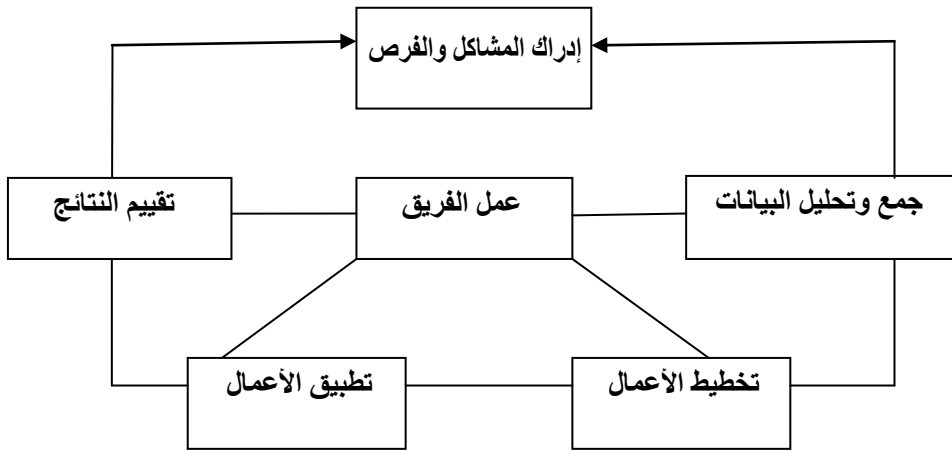 إدراك المشاكل والفرص
جمع وتحليل البيانات
عمل الفريق
تقييم النتائج
تخطيط الأعمال
تطبيق الأعمال